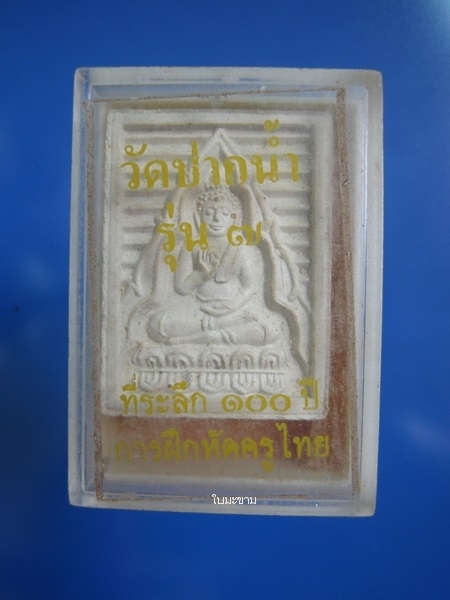 วัดปากน้ำ
รุ่น ๗
ที่ระลึก ๑๐๐ ปี
การฝึกหัดครูไทย
ใบมะขาม